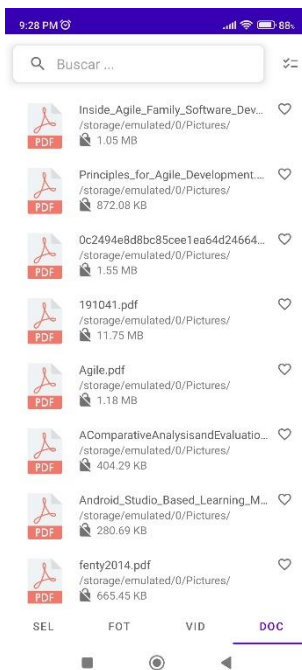 9:28 PM 88%
Buscar ...
Inside_Agile_Family_Software_Dev...
/storage/emulated/0/Pictures/
PDF 1.05 MB
Principles_for_Agile_Development....
/storage/emulated/0/Pictures/
PDF 872.08 KB
0c2494e8d8bc85cee1ea64d24664...
/storage/emulated/0/Pictures/
PDF 1.55 MB
191041.pdf
/storage/emulated/0/Pictures/
PDF 11.75 MB
Agile.pdf
/storage/emulated/0/Pictures/
PDF 1.18 MB
AComparativeAnalysisandEvaluatio...
/storage/emulated/0/Pictures/
PDF 404.29 KB
Android_Studio_Based_Learning_M...
/storage/emulated/0/Pictures/
PDF 280.69 KB
fenty2014.pdf
/storage/emulated/0/Pictures/
PDF 665.45 KB
SEL FOT VID DOC